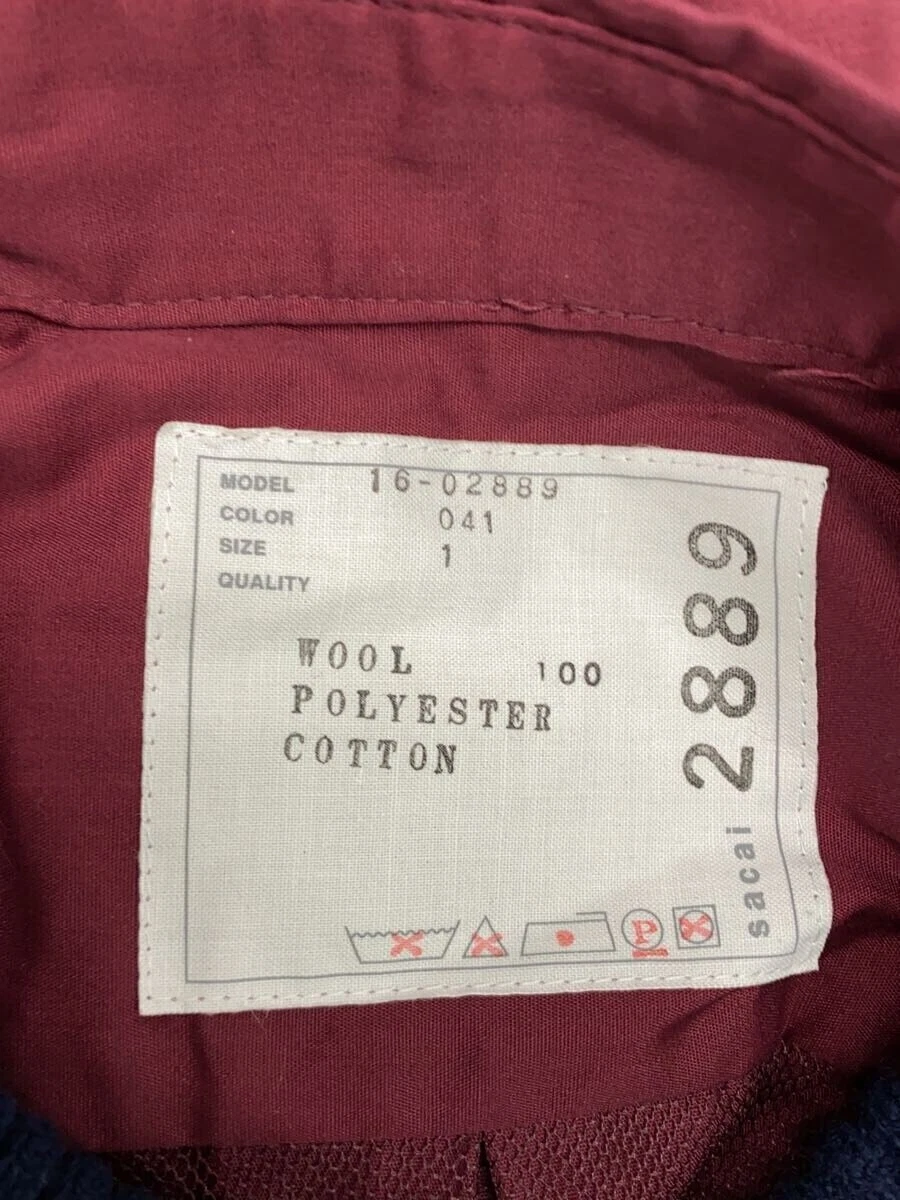 MODEL 16-02889
COLOR 041
SIZE 1
QUALITY
WOOL 100
POLYESTER
COTTON
sacai 2889
P